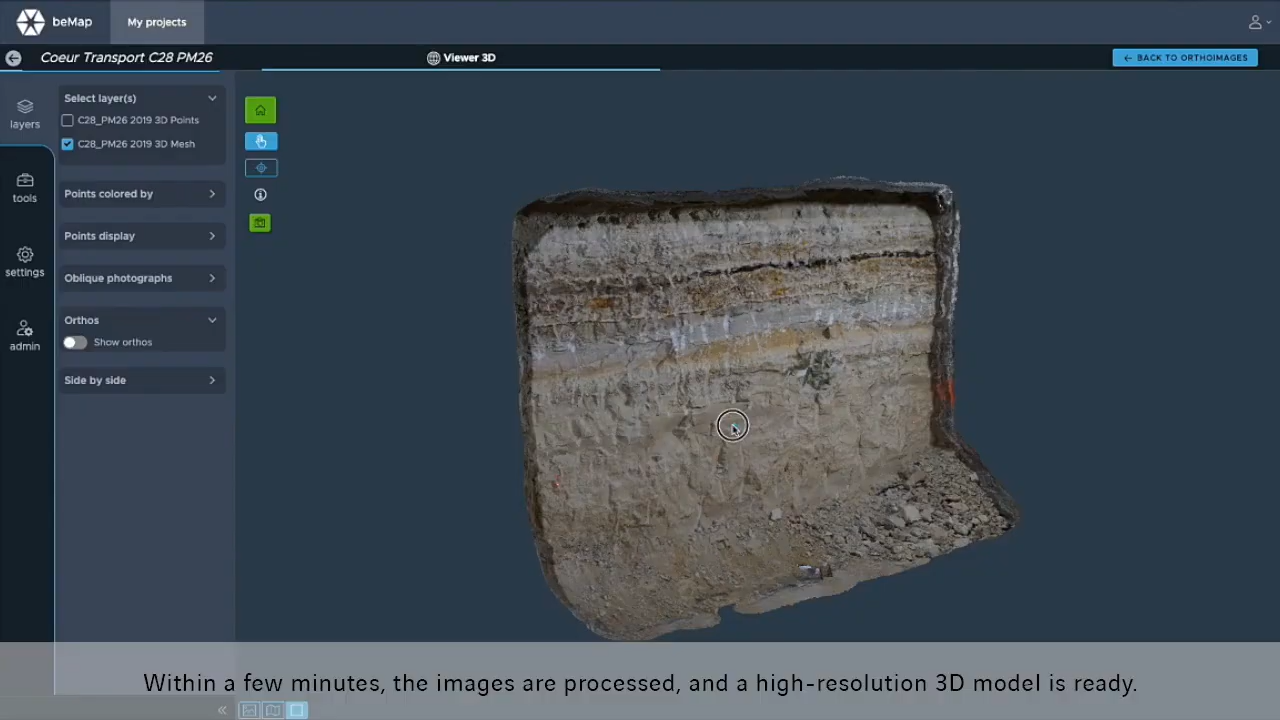 beMap
My projects
Coeur Transport C28 PM26
Viewer 3D
← BACK TO ORTHOIMAGES
layers
tools
settings
admin
Select layer(s)
C28_PM26 2019 3D Points
C28_PM26 2019 3D Mesh
Points colored by
Points display
Oblique photographs
Orthos
Show orthos
Side by side
Within a few minutes, the images are processed, and a high-resolution 3D model is ready.